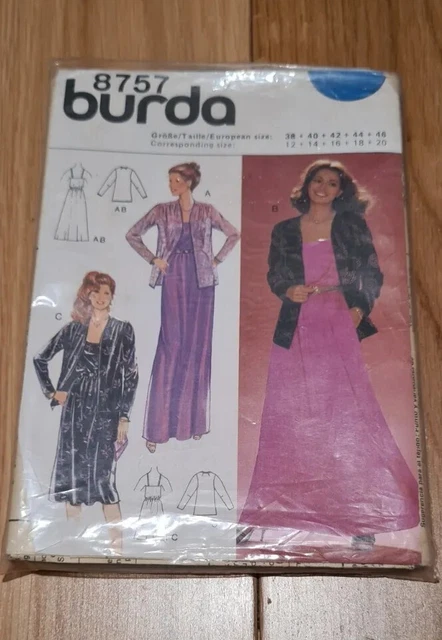 8757
burda
Größe/Taille/European size: 38 + 40 + 42 + 44 + 46
Corresponding size: 12 + 14 + 16 + 18 + 20
A
B
AB
AB
C
C